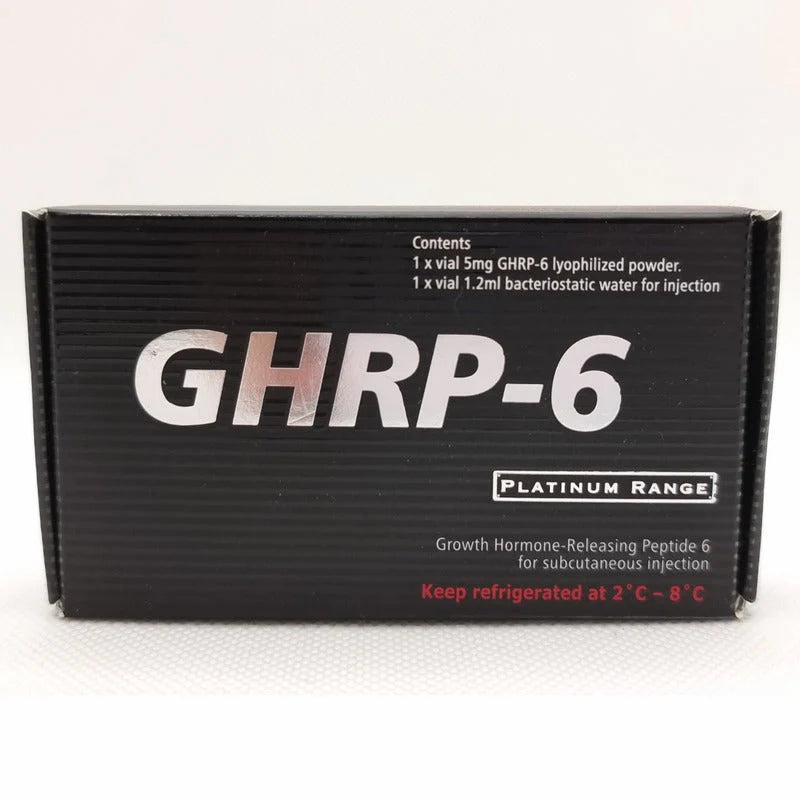 Contents
1 x vial 5mg GHRP-6 lyophilized powder.
1 x vial 1.2ml bacteriostatic water for injection
GHRP-6
PLATINUM RANGE
Growth Hormone-Releasing Peptide 6
for subcutaneous injection
Keep refrigerated at 2˚C – 8˚C